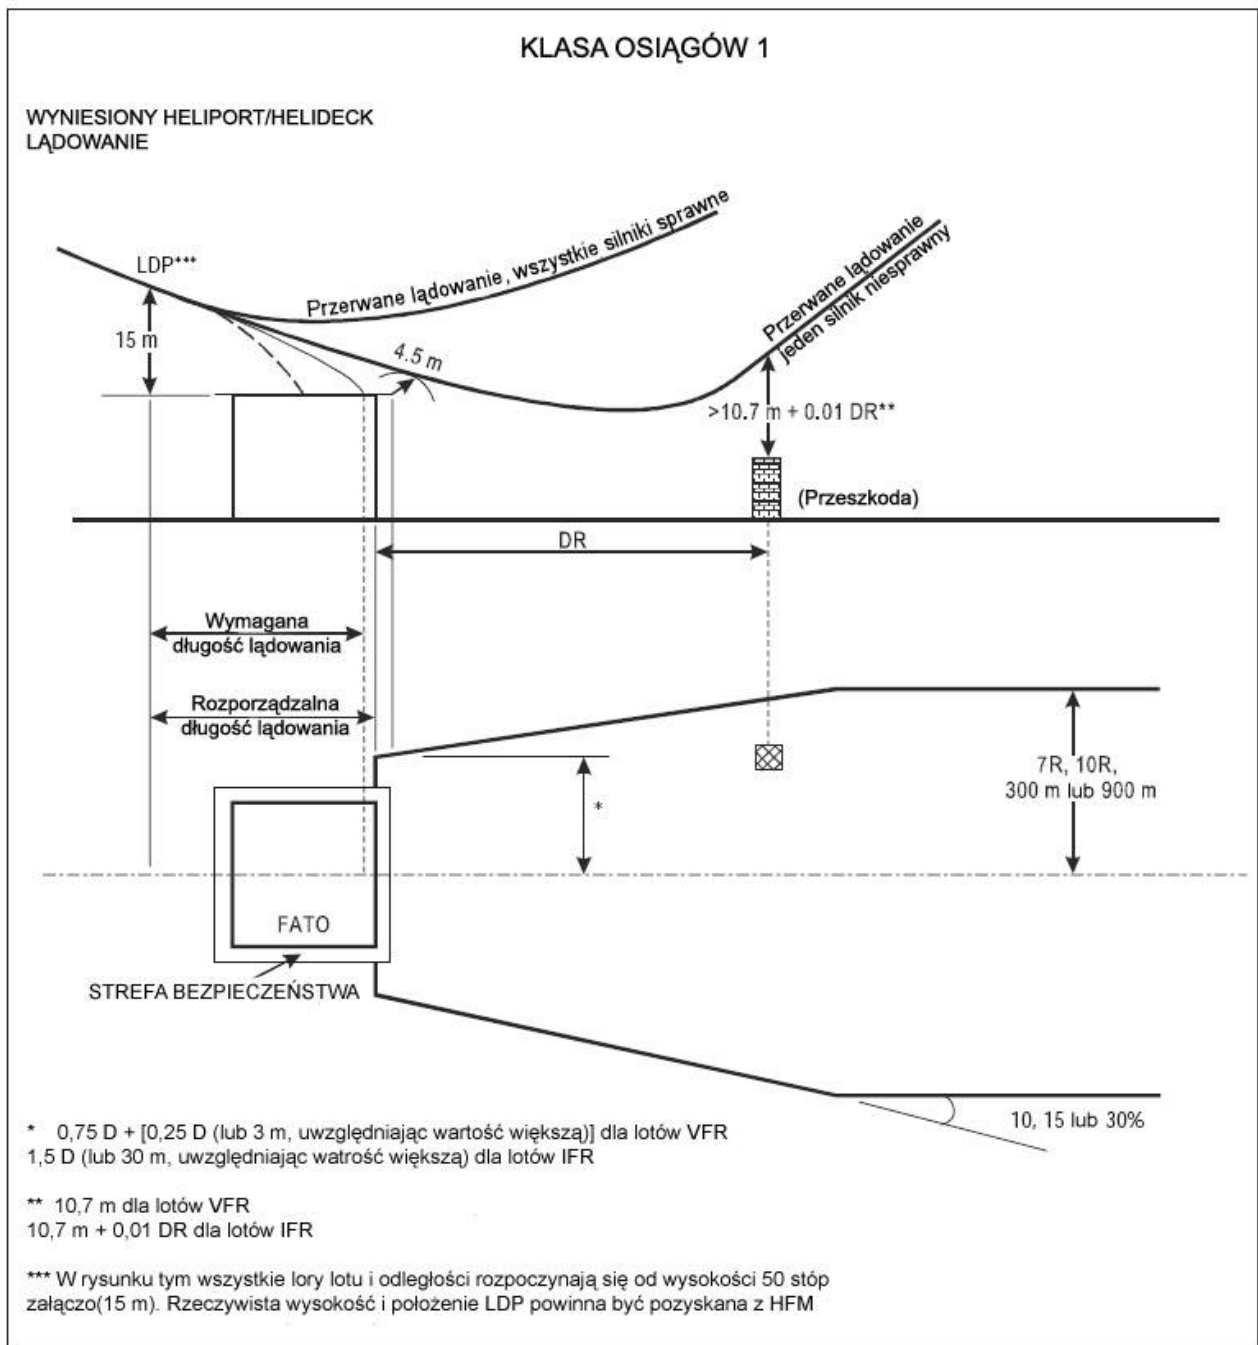 KLASA OSIĄGÓW 1
WYNIESIONY HELIPORT/HELIDECK
LĄDOWANIE
LDP***
Przerwane lądowanie, wszystkie silniki sprawne
Przerwane lądowanie
jeden silnik niesprawny
15 m
4.5 m
>10.7 m + 0.01 DR**
(Przeszkoda)
DR
Wymagana
długość lądowania
Rozporządzalna
długość lądowania
*
7R, 10R,
300 m lub 900 m
FATO
STREFA BEZPIECZEŃSTWA
10, 15 lub 30%
* 0,75 D + [0,25 D (lub 3 m, uwzględniając wartość większą)] dla lotów VFR
1,5 D (lub 30 m, uwzględniając watrość większą) dla lotów IFR
** 10,7 m dla lotów VFR
10,7 m + 0,01 DR dla lotów IFR
*** W rysunku tym wszystkie lory lotu i odległości rozpoczynają się od wysokości 50 stóp
załączo(15 m). Rzeczywista wysokość i położenie LDP powinna być pozyskana z HFM